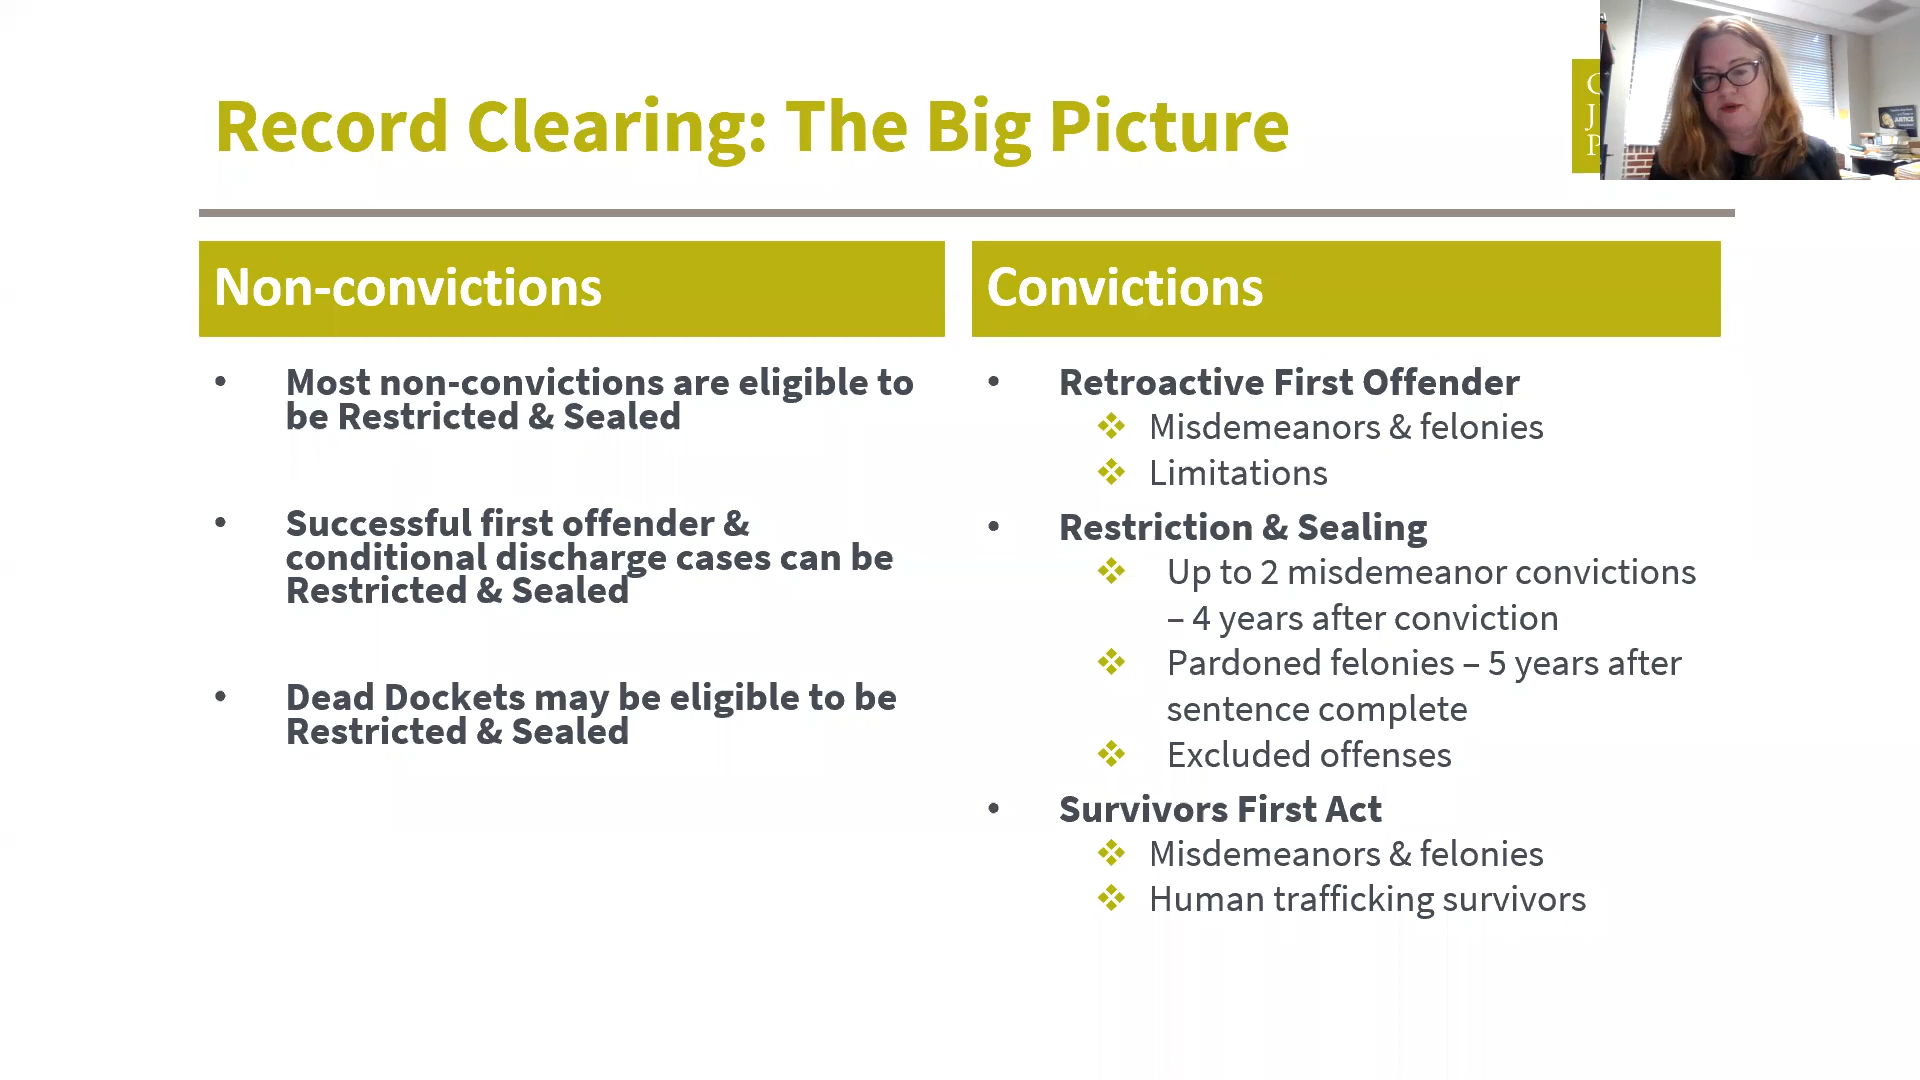 Record Clearing: The Big Picture
C
J
P
JUSTICE
Non-convictions
• Most non-convictions are eligible to
be Restricted & Sealed
• Successful first offender &
conditional discharge cases can be
Restricted & Sealed
• Dead Dockets may be eligible to be
Restricted & Sealed
Convictions
• Retroactive First Offender
❖ Misdemeanors & felonies
❖ Limitations
• Restriction & Sealing
❖ Up to 2 misdemeanor convictions
– 4 years after conviction
❖ Pardoned felonies – 5 years after
sentence complete
❖ Excluded offenses
• Survivors First Act
❖ Misdemeanors & felonies
❖ Human trafficking survivors